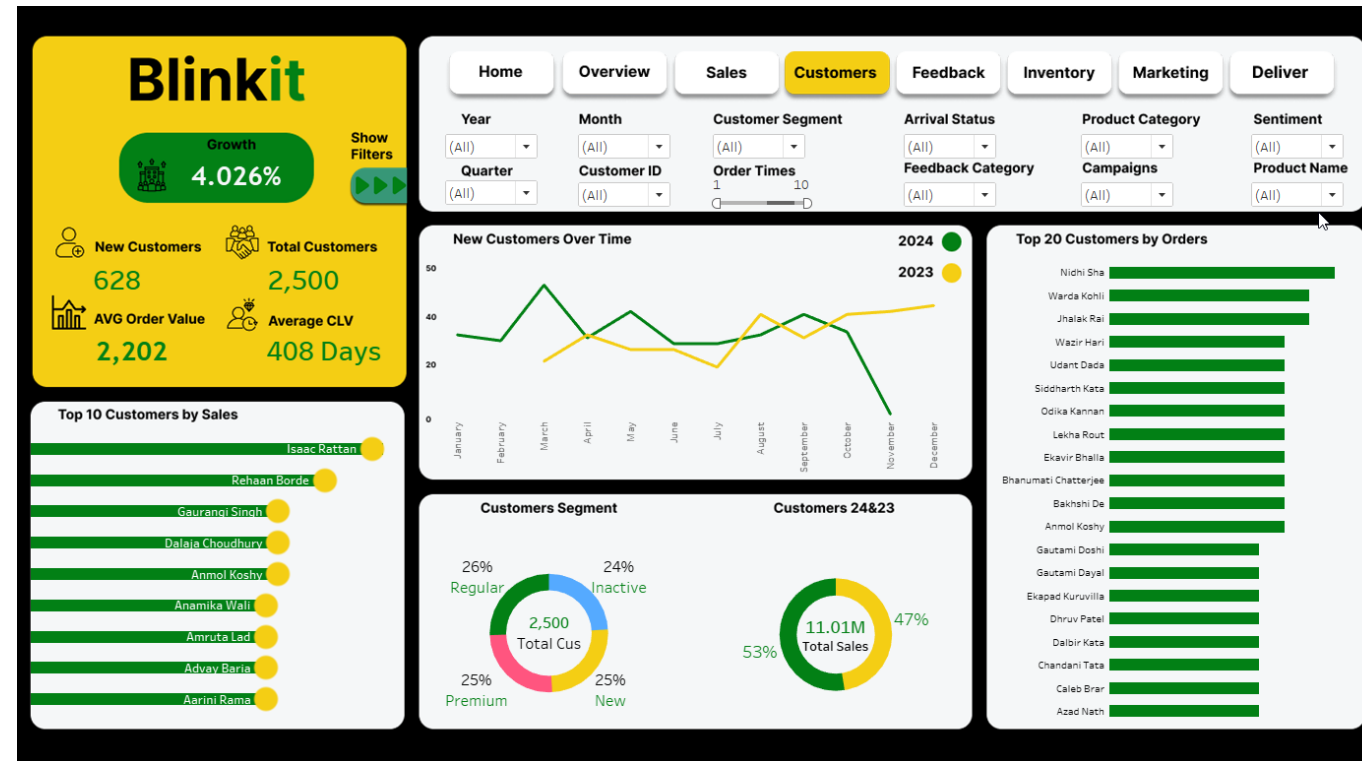 Blinkit
Growth
4.026%
Show
Filters
New Customers
628
Total Customers
2,500
AVG Order Value
2,202
Average CLV
408 Days
Home
Overview
Sales
Customers
Feedback
Inventory
Marketing
Deliver
Year
(All)
Month
(All)
Customer Segment
(All)
Arrival Status
(All)
Product Category
(All)
Sentiment
(All)
Quarter
(All)
Customer ID
(All)
Order Times
1 10
Feedback Category
(All)
Campaigns
(All)
Product Name
(All)
Top 10 Customers by Sales
Isaac Rattan
Rehaan Borde
Gaurangi Singh
Dalaja Choudhury
Anmol Koshy
Anamika Wali
Amruta Lad
Advay Baria
Aarini Rama
New Customers Over Time
2024
2023
50
40
20
0
January
February
March
April
May
June
July
August
September
October
November
December
Customers Segment
26%
Regular
24%
Inactive
2,500
Total Cus
25%
Premium
25%
New
Customers 24&23
47%
11.01M
Total Sales
53%
Top 20 Customers by Orders
Nidhi Sha
Warda Kohli
Jhalak Rai
Wazir Hari
Udant Dada
Siddharth Kata
Odika Kannan
Lekha Rout
Ekavir Bhalla
Bhanumati Chatterjee
Bakhshi De
Anmol Koshy
Gautami Doshi
Gautami Dayal
Ekapad Kuruvilla
Dhruv Patel
Dalbir Kata
Chandani Tata
Caleb Brar
Azad Nath